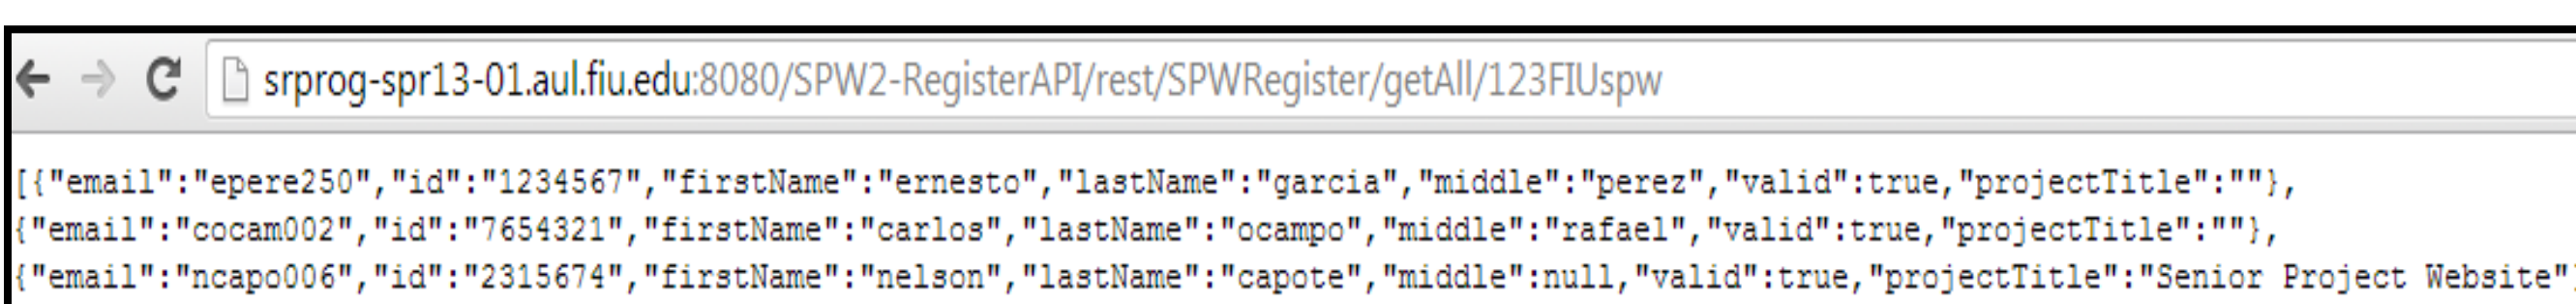 srprog-spr13-01.aul.fiu.edu:8080/SPW2-RegisterAPI/rest/SPWRegister/getAll/123FIUspw
[{"email":"epere250","id":"1234567","firstName":"ernesto","lastName":"garcia","middle":"perez","valid":true,"projectTitle":""},
{"email":"cocam002","id":"7654321","firstName":"carlos","lastName":"ocampo","middle":"rafael","valid":true,"projectTitle":""},
{"email":"ncapo006","id":"2315674","firstName":"nelson","lastName":"capote","middle":null,"valid":true,"projectTitle":"Senior Project Website"